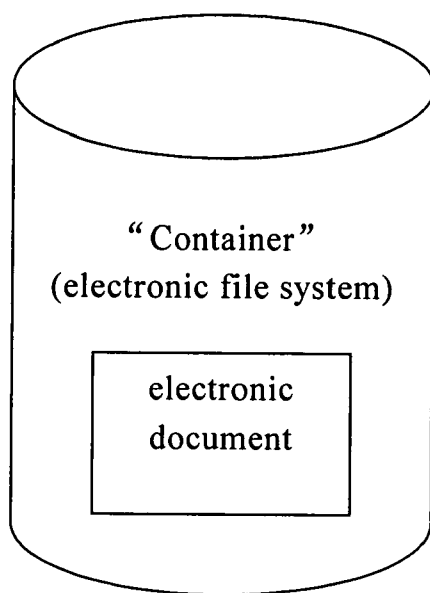 “Container”
(electronic file system)
electronic
document